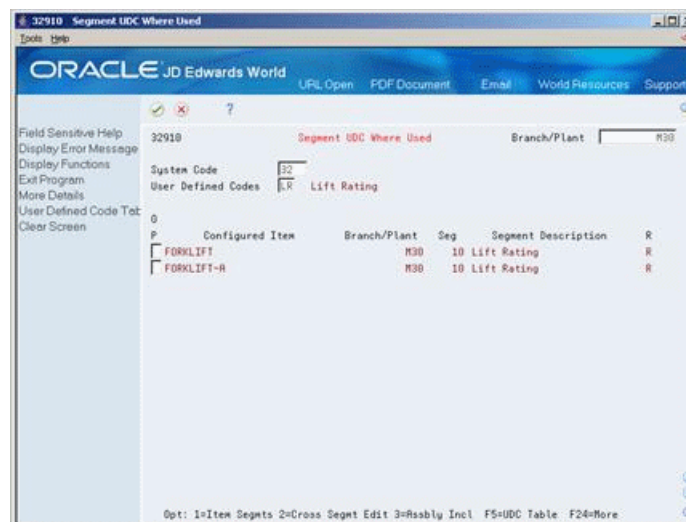 32910 Segment UDC Where Used
Tools Help
ORACLE JD Edwards World
URL Open PDF Document Email World Resources Support
?
Field Sensitive Help
Display Error Message
Display Functions
Exit Program
More Details
User Defined Code Tab
Clear Screen
32910 Segment UDC Where Used Branch/Plant M30
System Code 32
User Defined Codes LR Lift Rating
O
P Configured Item Branch/Plant Seg Segment Description R
FORKLIFT M30 10 Lift Rating R
FORKLIFT-A M30 10 Lift Rating R
Opt: 1=Item Segmts 2=Cross Segmt Edit 3=Assbly Incl F5=UDC Table F24=More